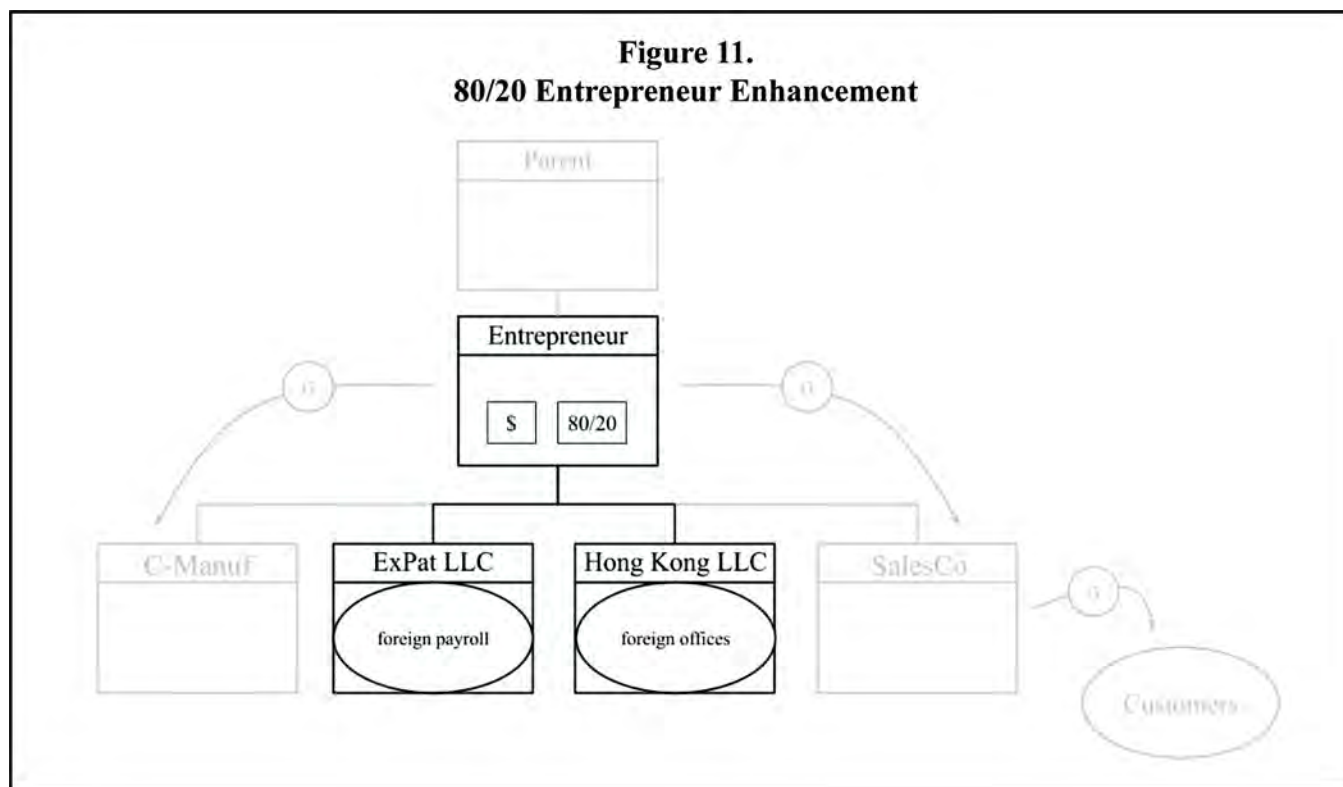 Figure 11.
80/20 Entrepreneur Enhancement
Parent
Entrepreneur
$ 80/20
G G
C-Manuf ExPat LLC Hong Kong LLC SalesCo
G
foreign payroll foreign offices
Customers